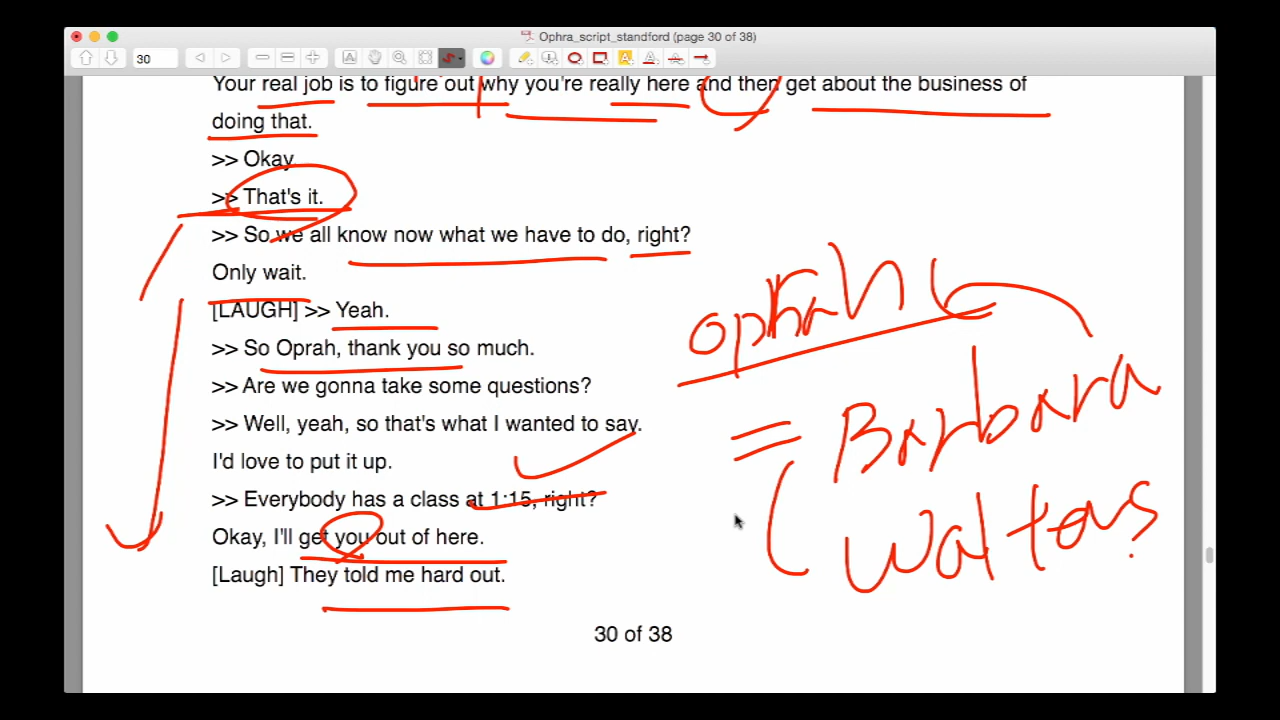 Ophra_script_standford (page 30 of 38)
30
Your real job is to figure out why you're really here and then get about the business of
doing that.
>> Okay.
>> That's it.
>> So we all know now what we have to do, right?
Only wait.
[LAUGH] >> Yeah.
>> So Oprah, thank you so much.
>> Are we gonna take some questions?
>> Well, yeah, so that's what I wanted to say.
I'd love to put it up.
>> Everybody has a class at 1:15, right?
Okay, I'll get you out of here.
[Laugh] They told me hard out.
oprah
= Barbara
Walters
30 of 38